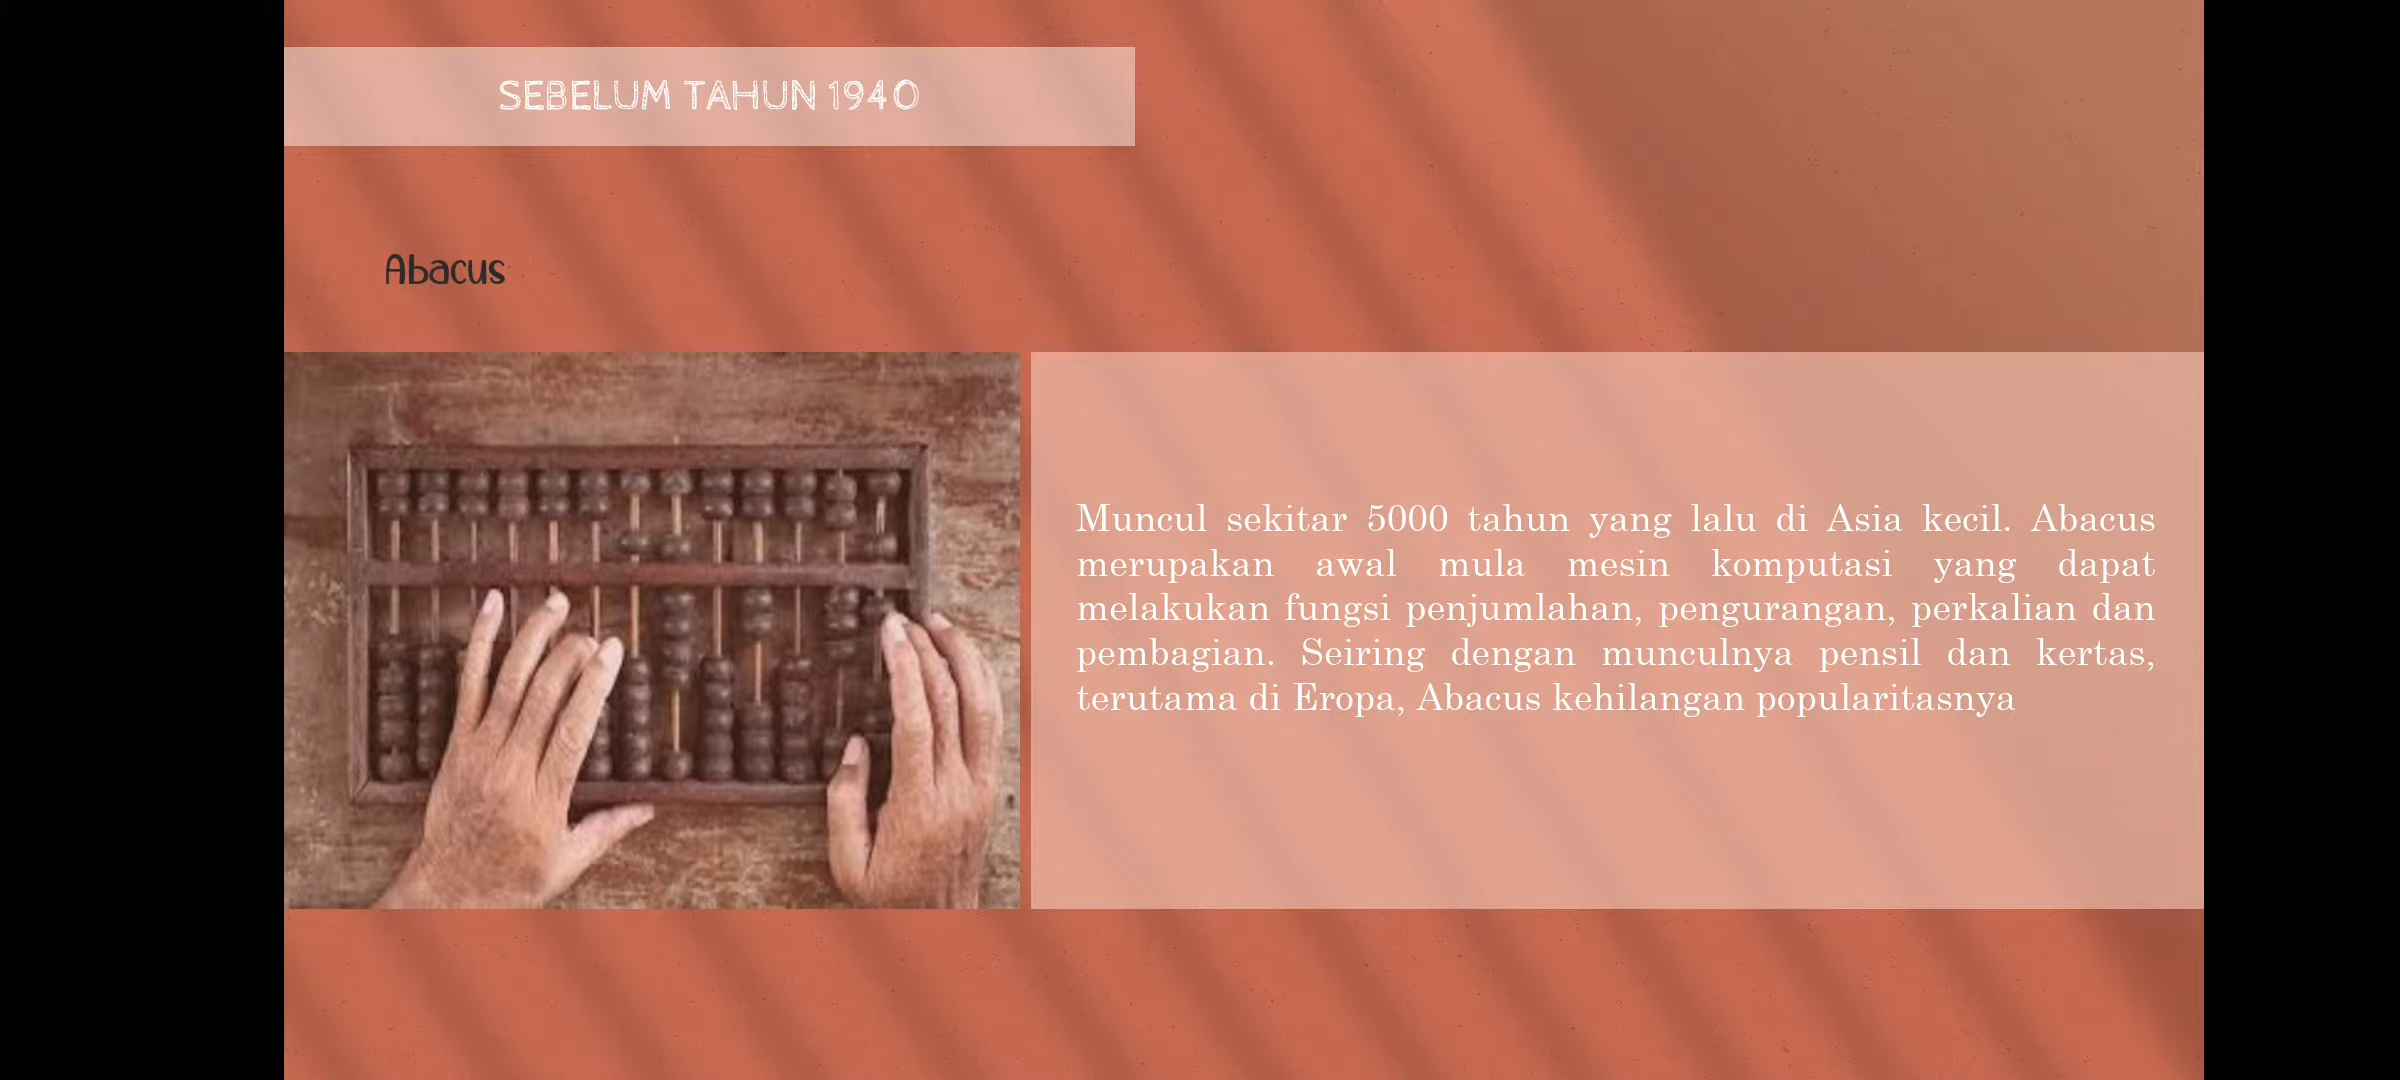 SEBELUM TAHUN 1940
Abacus
Muncul sekitar 5000 tahun yang lalu di Asia kecil. Abacus
merupakan awal mula mesin komputasi yang dapat
melakukan fungsi penjumlahan, pengurangan, perkalian dan
pembagian. Seiring dengan munculnya pensil dan kertas,
terutama di Eropa, Abacus kehilangan popularitasnya